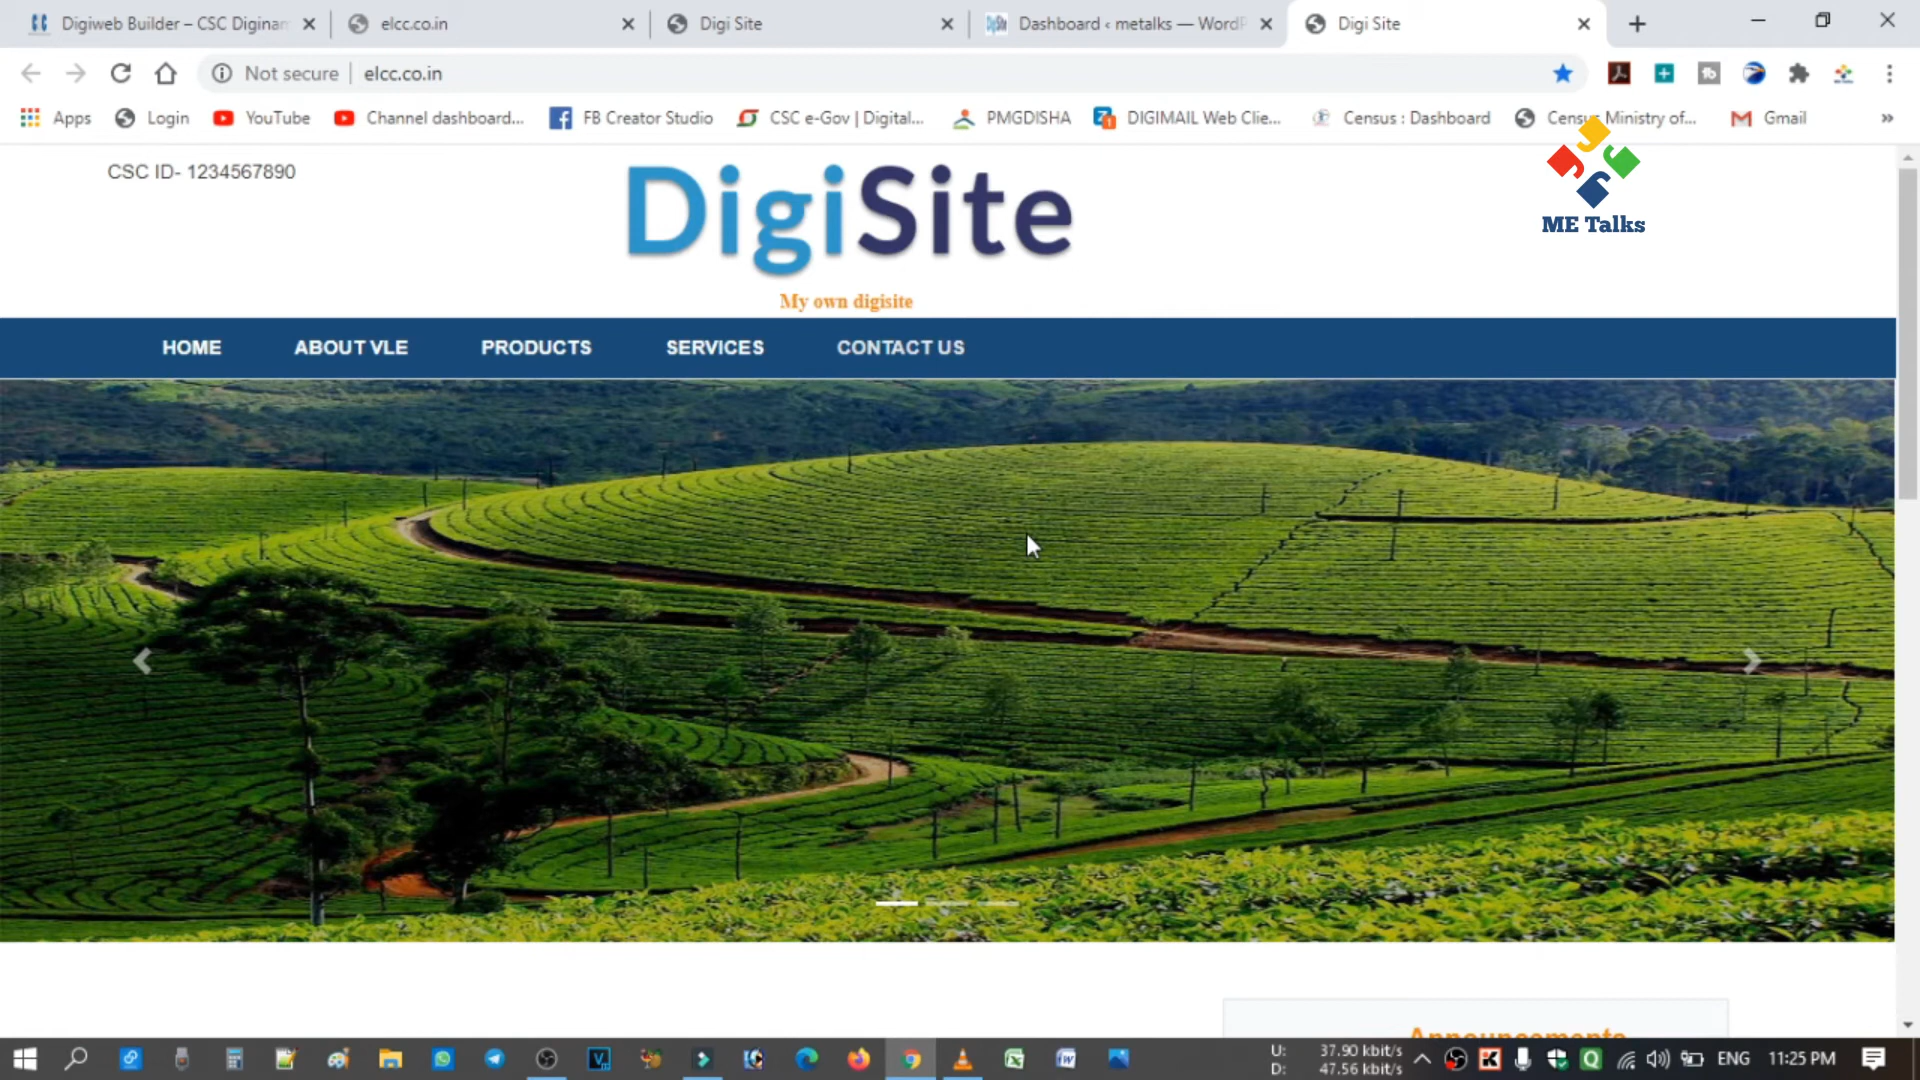 Digiweb Builder – CSC Diginam
elcc.co.in
Digi Site
Dashboard ‹ metalks — WordP
Digi Site
Not secure
elcc.co.in
Apps
Login
YouTube
Channel dashboard...
FB Creator Studio
CSC e-Gov | Digital...
PMGDISHA
DIGIMAIL Web Clie...
Census : Dashboard
Census Ministry of...
Gmail
»
CSC ID- 1234567890
DigiSite
My own digisite
ME Talks
HOME
ABOUT VLE
PRODUCTS
SERVICES
CONTACT US
Announcements
U: 37.90 kbit/s
D: 47.56 kbit/s
ENG
11:25 PM